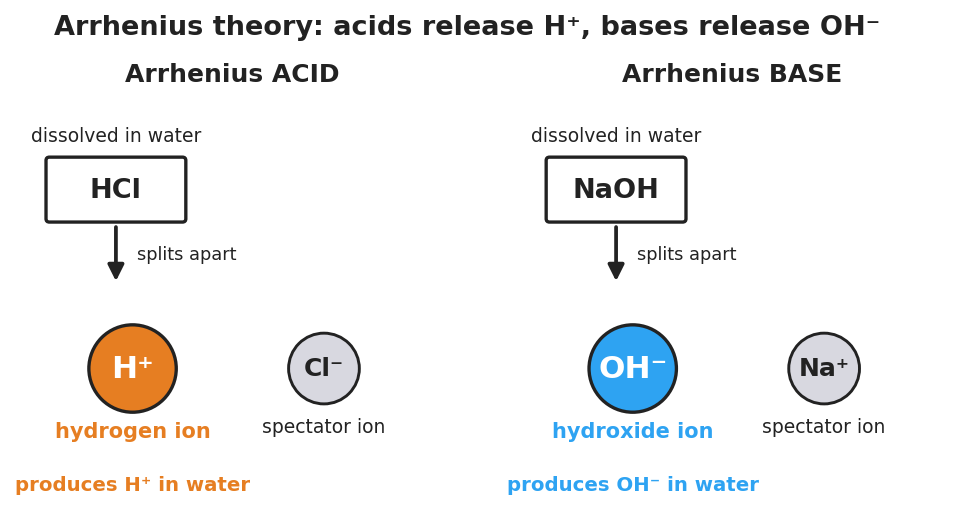 Arrhenius theory: acids release H⁺, bases release OH⁻
Arrhenius ACID
dissolved in water
HCl
splits apart
H⁺
Cl⁻
hydrogen ion
spectator ion
produces H⁺ in water
Arrhenius BASE
dissolved in water
NaOH
splits apart
OH⁻
Na⁺
hydroxide ion
spectator ion
produces OH⁻ in water